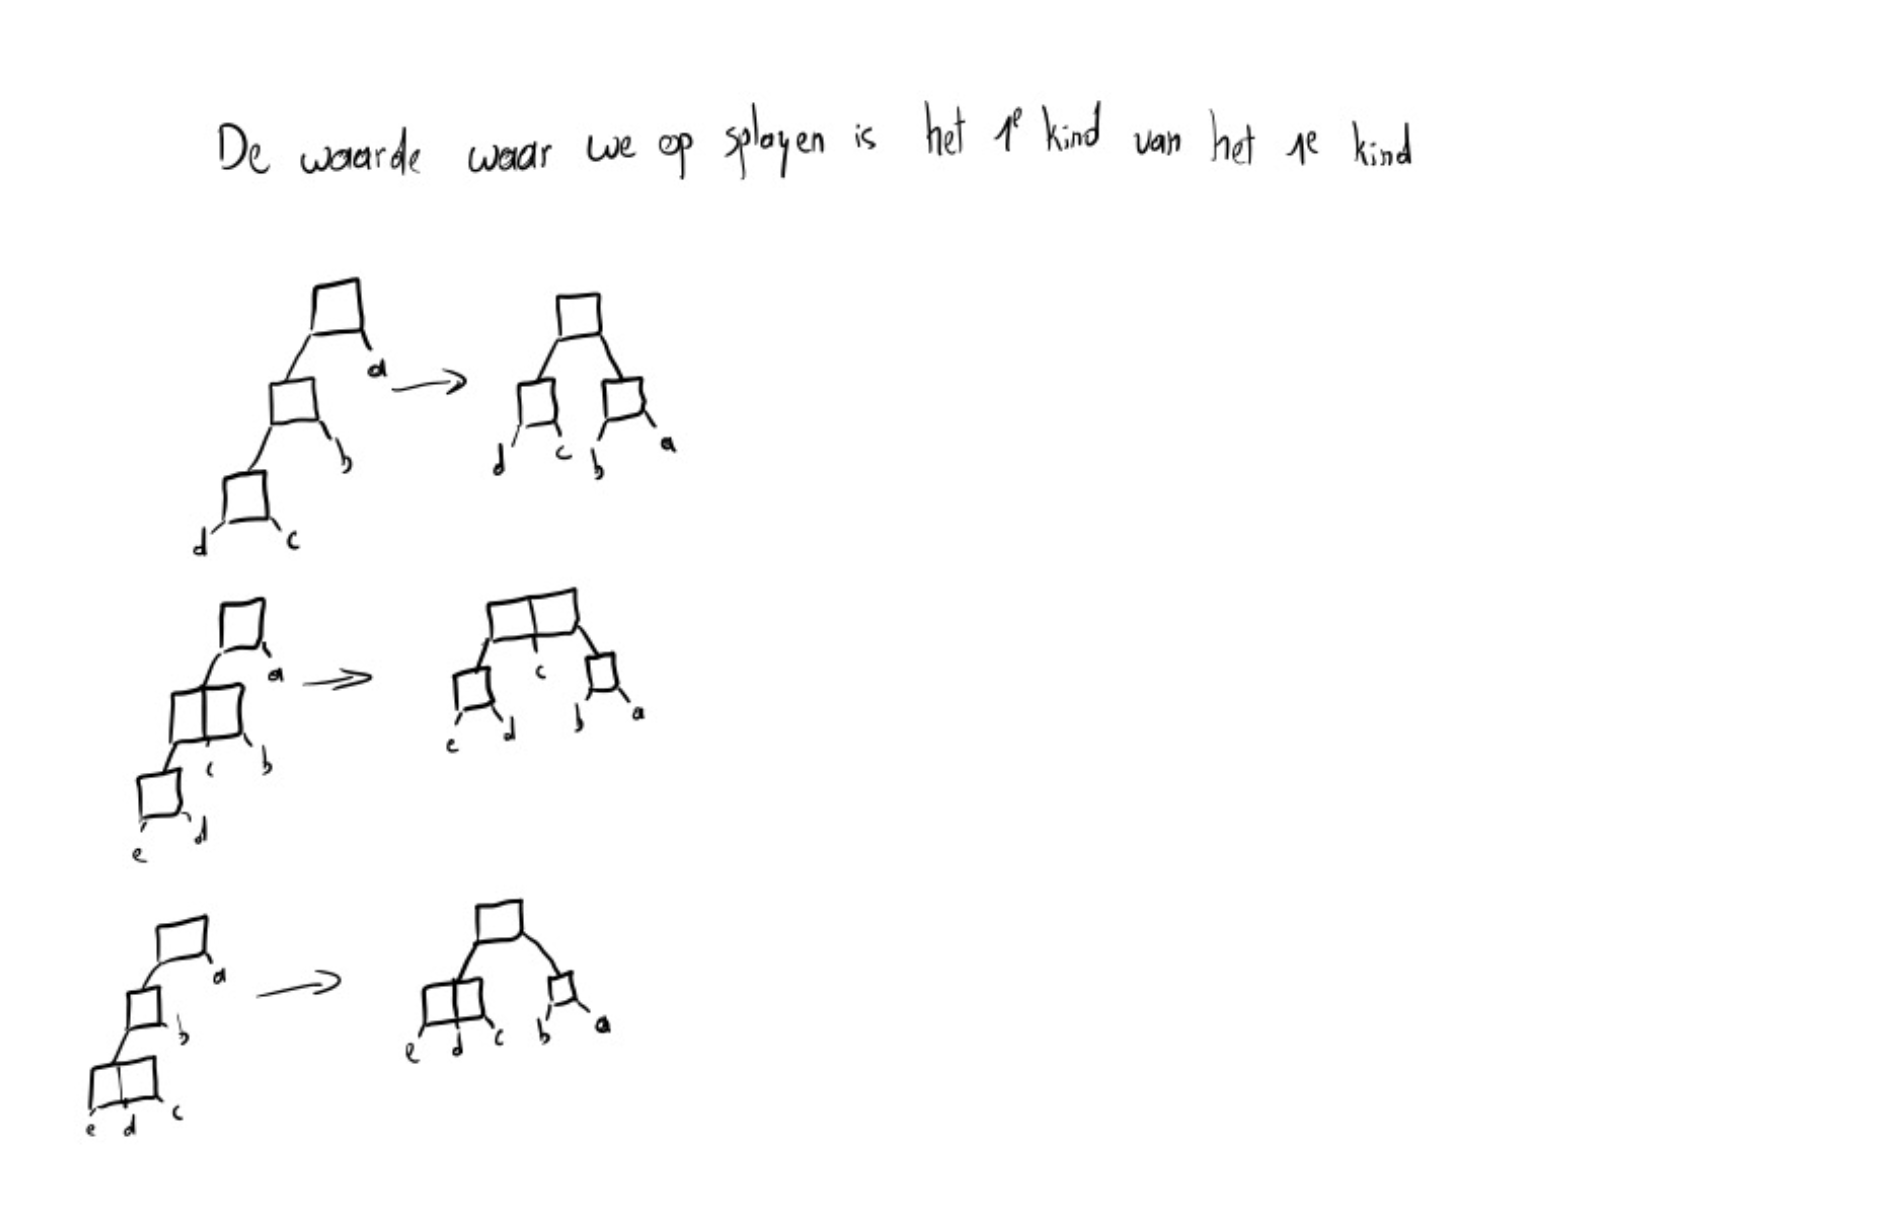 De waarde waar we op splayen is het 1e kind van het 1e kind
a
b
d c
d c b a
a
c b
e d
c
e d b a
a
b
e d c
e d c b a